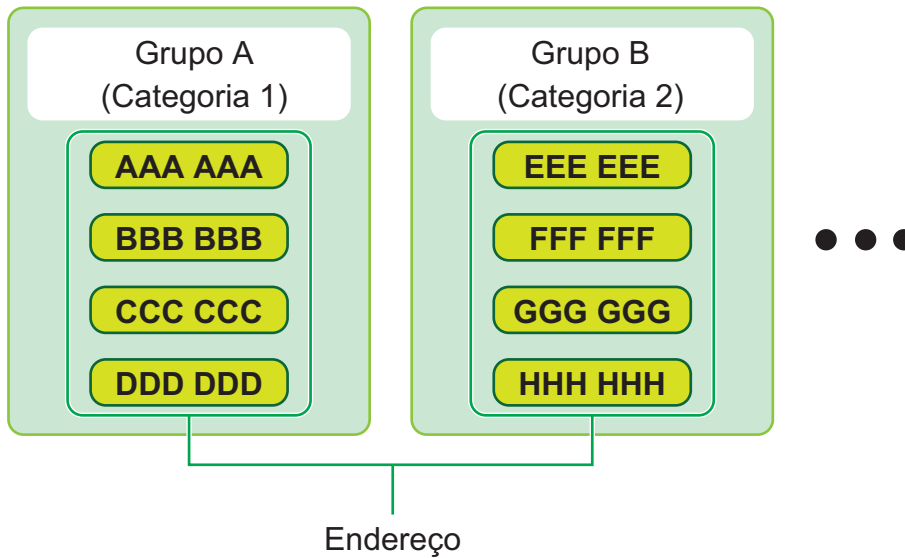 Grupo A
(Categoria 1)
AAA AAA
BBB BBB
CCC CCC
DDD DDD
Grupo B
(Categoria 2)
EEE EEE
FFF FFF
GGG GGG
HHH HHH
Endereço